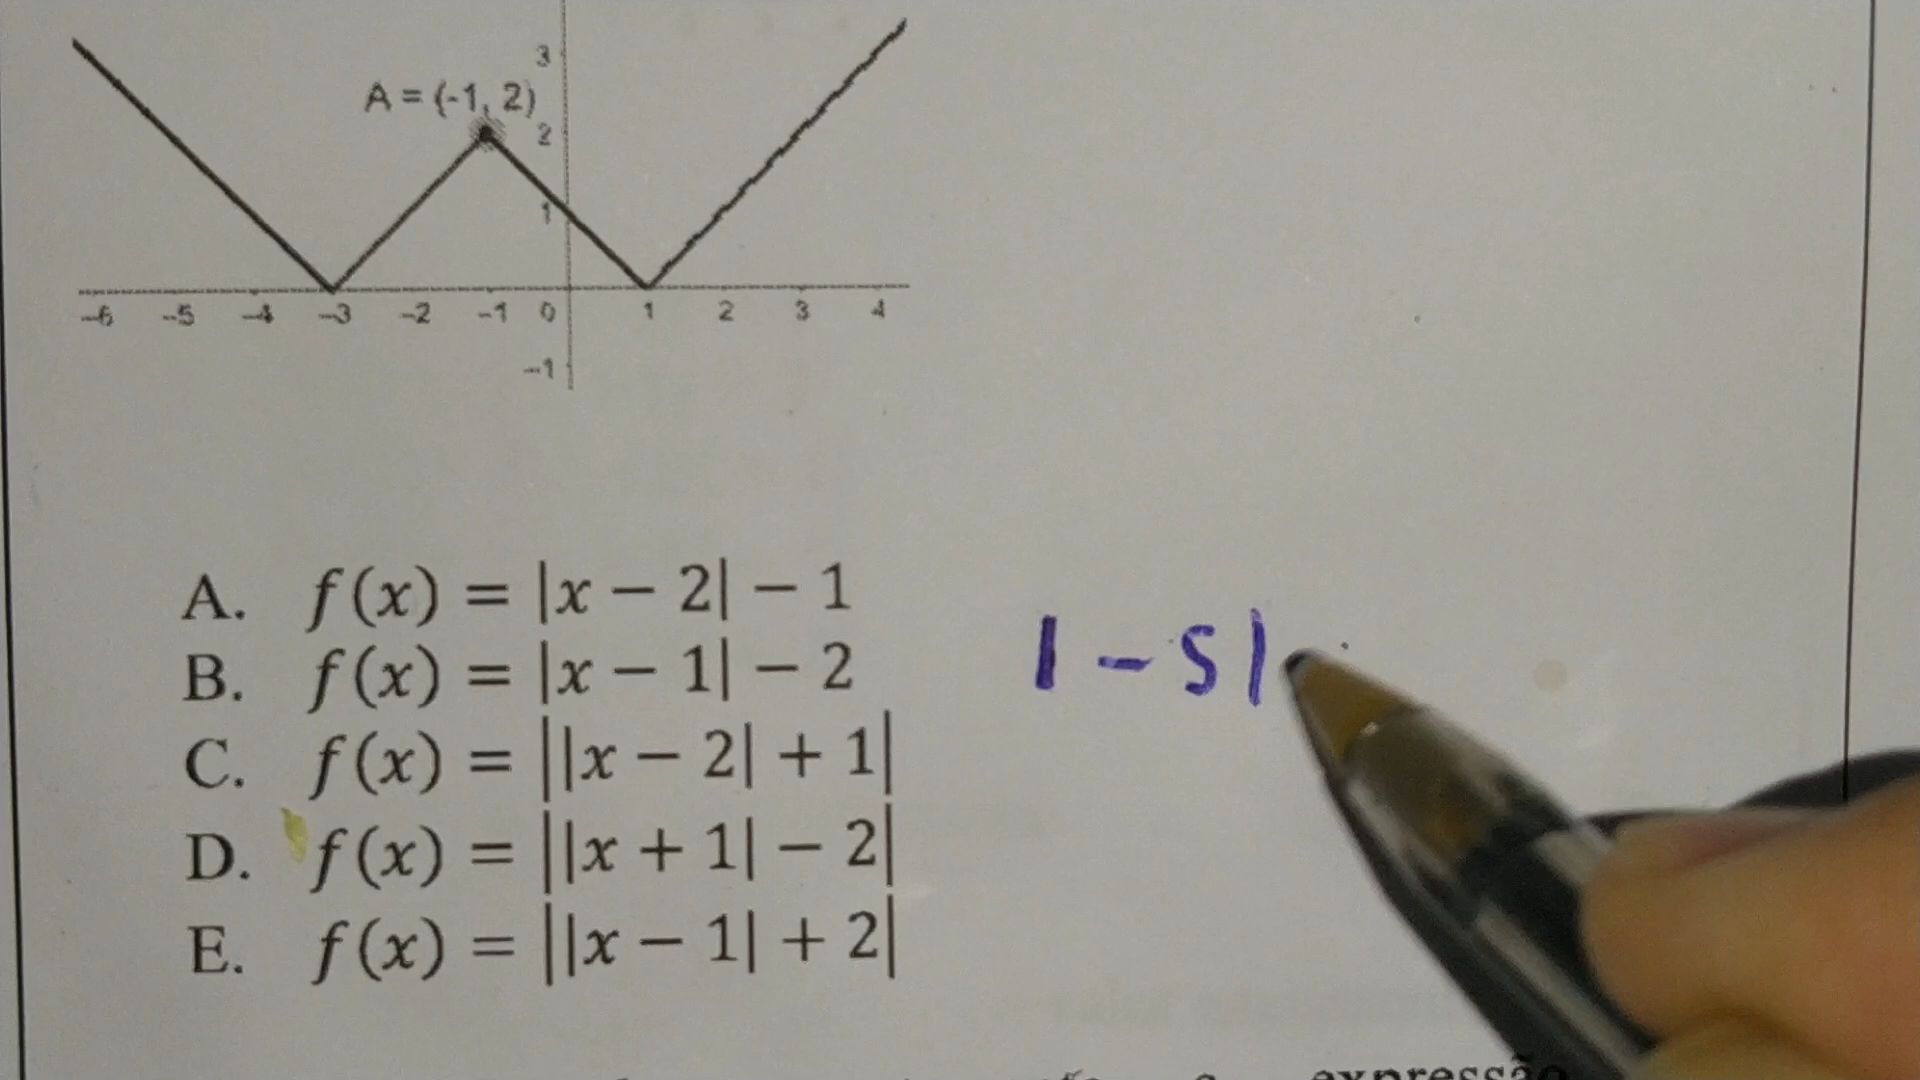 3
A = (-1, 2)
2
1
-6 -5 -4 -3 -2 -1 0 1 2 3 4
-1
A. f(x) = |x − 2| − 1
B. f(x) = |x − 1| − 2
|-5|
C. f(x) = ||x − 2| + 1|
D. f(x) = ||x + 1| − 2|
E. f(x) = ||x − 1| + 2|
expressão